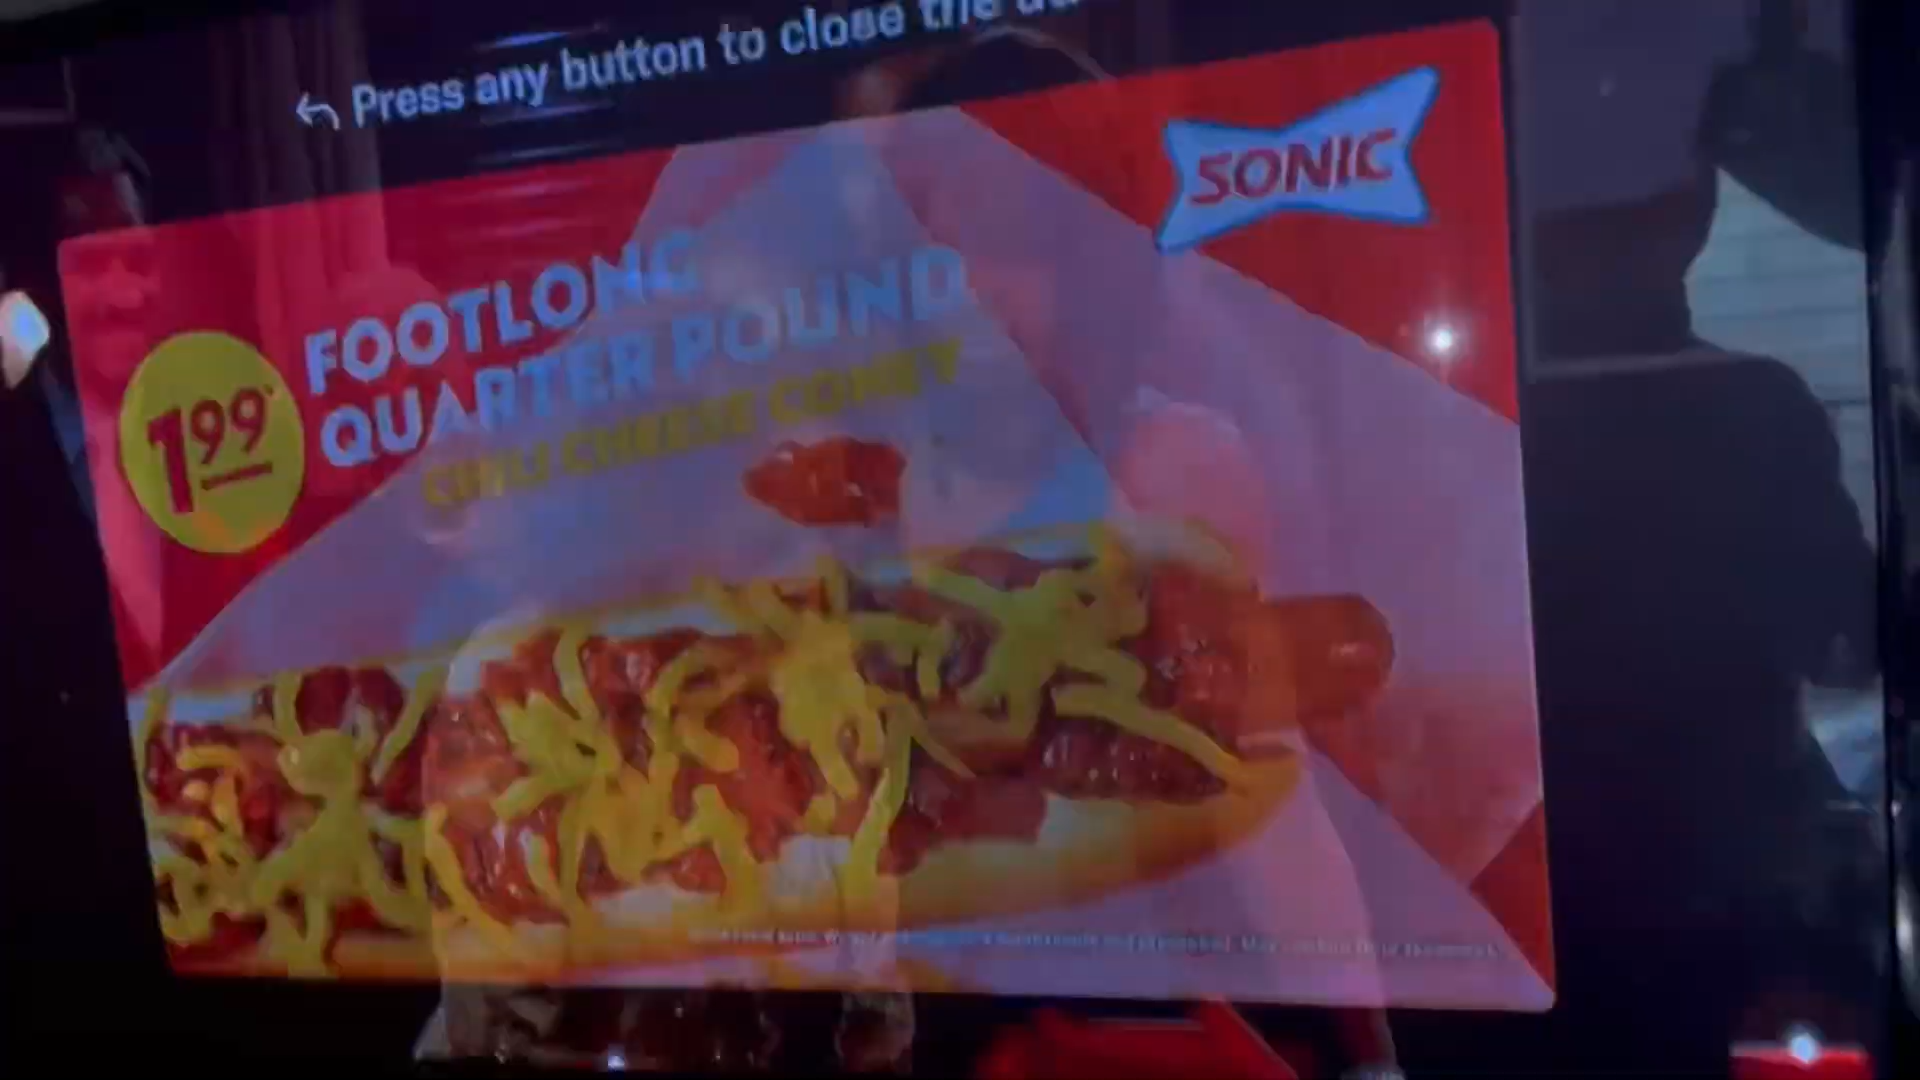 Press any button to close the
SONIC
FOOTLONG
QUARTER POUND
CHILI CHEESE CONEY
1.99*